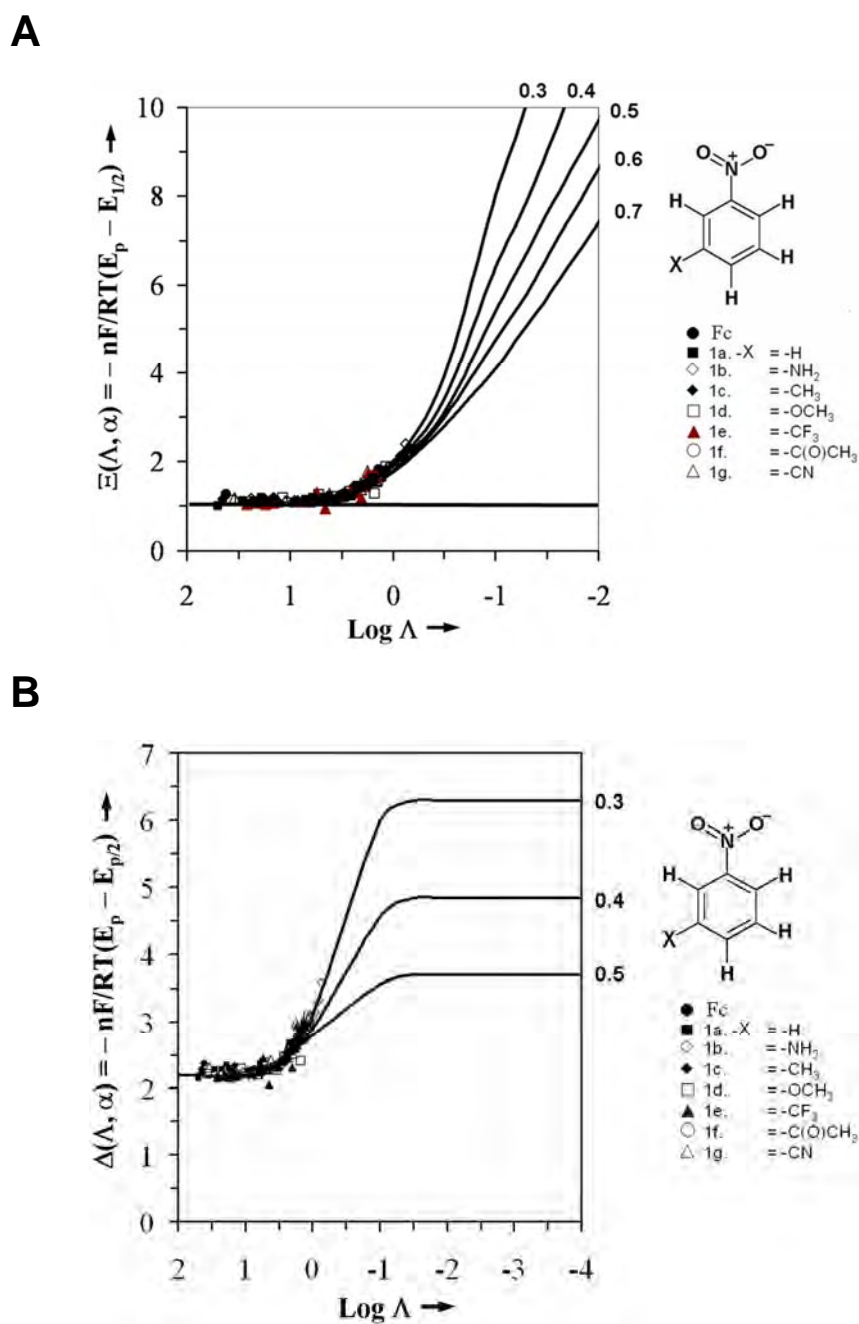 A
0.3 0.4
0.5
0.6
0.7
10
8
6
4
2
0
2 1 0 -1 -2
Ξ(Λ, α) = − nF/RT(Ep − E1/2) →
Log Λ →
O N+ O−
H H
X H
H
● Fc
■ 1a. -X = -H
◇ 1b. = -NH2
◆ 1c. = -CH3
□ 1d. = -OCH3
▲ 1e. = -CF3
○ 1f. = -C(O)CH3
△ 1g. = -CN
B
7
6
5
4
3
2
1
0
0.3
0.4
0.5
2 1 0 -1 -2 -3 -4
Δ(Λ, α) = − nF/RT(Ep − Ep/2) →
Log Λ →
O N+ O−
H H
X H
H
● Fc
■ 1a. -X = -H
◇ 1b. = -NH2
◆ 1c. = -CH3
□ 1d. = -OCH3
▲ 1e. = -CF3
○ 1f. = -C(O)CH3
△ 1g. = -CN